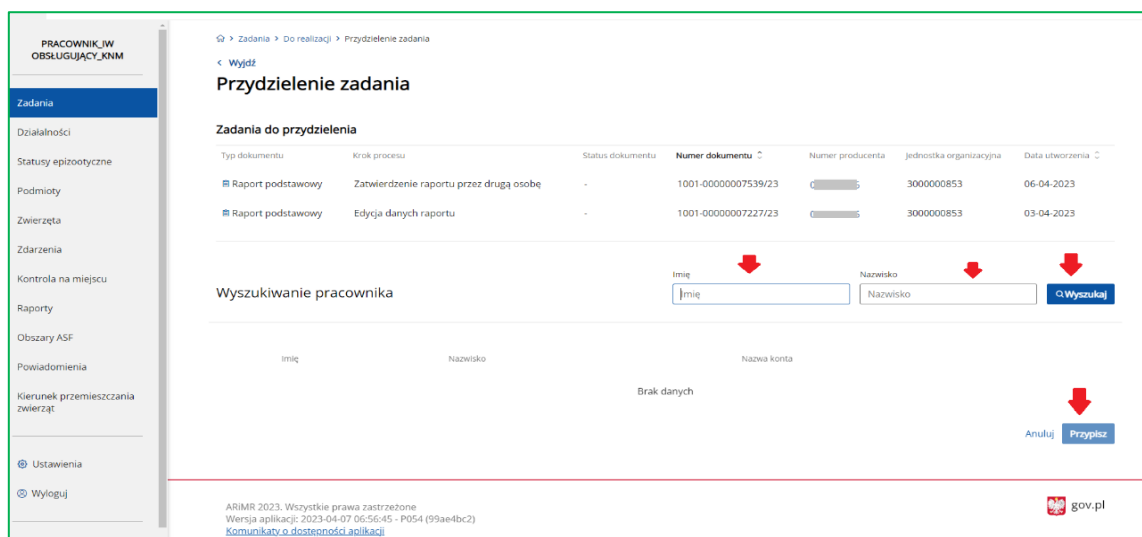 PRACOWNIK_IW
OBSŁUGUJĄCY_KNM
Zadania
Działalności
Statusy epizootyczne
Podmioty
Zwierzęta
Zdarzenia
Kontrola na miejscu
Raporty
Obszary ASF
Powiadomienia
Kierunek przemieszczania
zwierząt
Ustawienia
Wyloguj
Zadania > Do realizacji > Przydzielenie zadania
< Wyjdź
Przydzielenie zadania
Zadania do przydzielenia
Typ dokumentu Krok procesu Status dokumentu Numer dokumentu Numer producenta Jednostka organizacyjna Data utworzenia
Raport podstawowy Zatwierdzenie raportu przez drugą osobę - 1001-00000007539/23 3000000853 06-04-2023
Raport podstawowy Edycja danych raportu - 1001-00000007227/23 3000000853 03-04-2023
Imię Nazwisko
Wyszukiwanie pracownika Imię Nazwisko Wyszukaj
Imię Nazwisko Nazwa konta
Brak danych
Anuluj Przypisz
ARiMR 2023. Wszystkie prawa zastrzeżone
Wersja aplikacji: 2023-04-07 06:56:45 - P054 (99ae4bc2)
Komunikaty o dostępności aplikacji
gov.pl